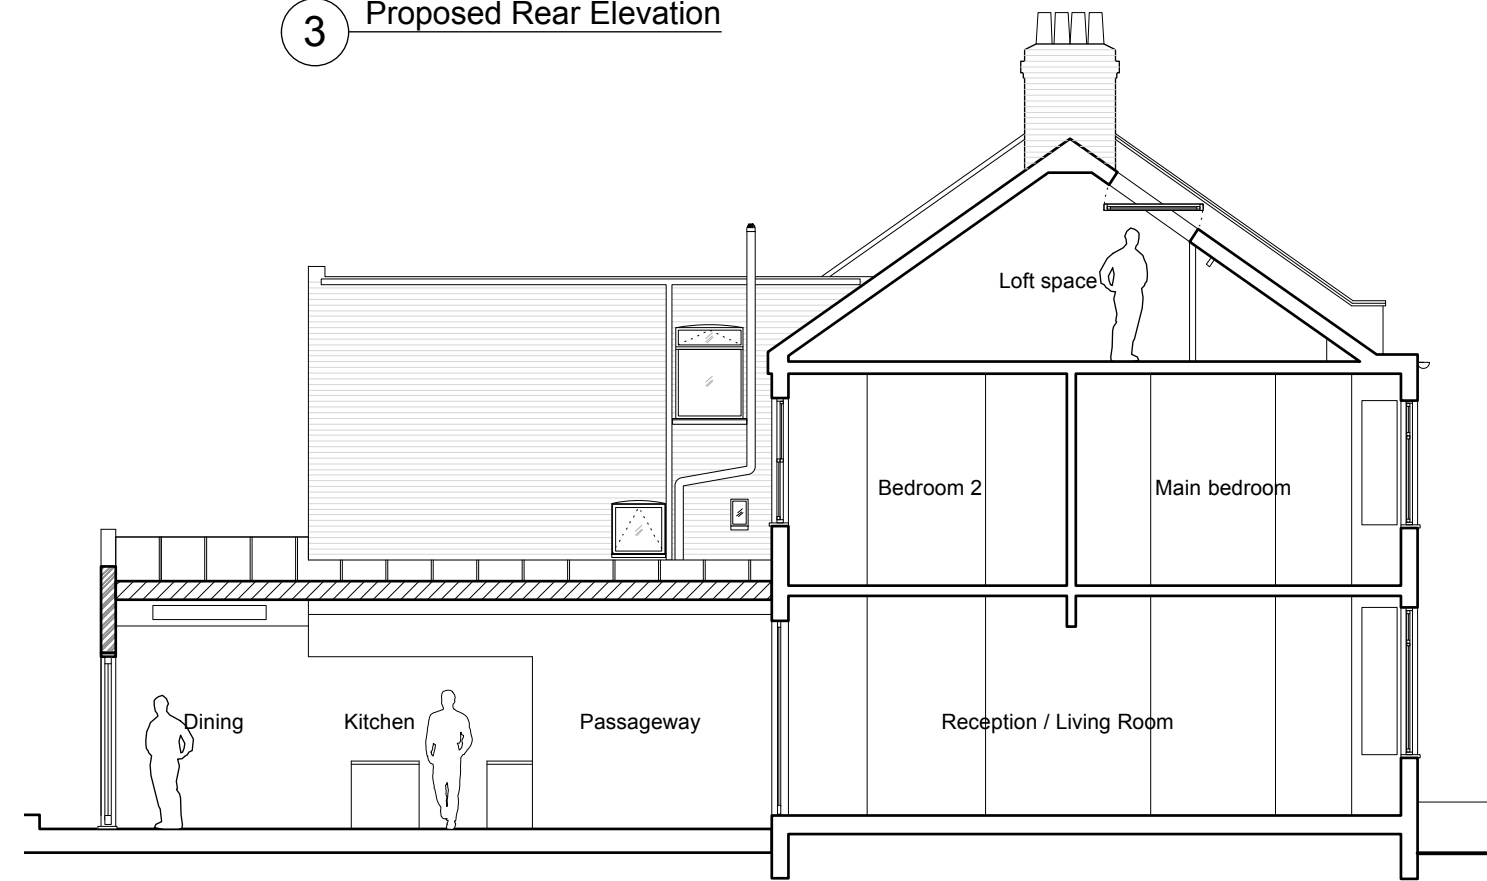 3
Proposed Rear Elevation
Loft space
Bedroom 2
Main bedroom
Dining
Kitchen
Passageway
Reception / Living Room